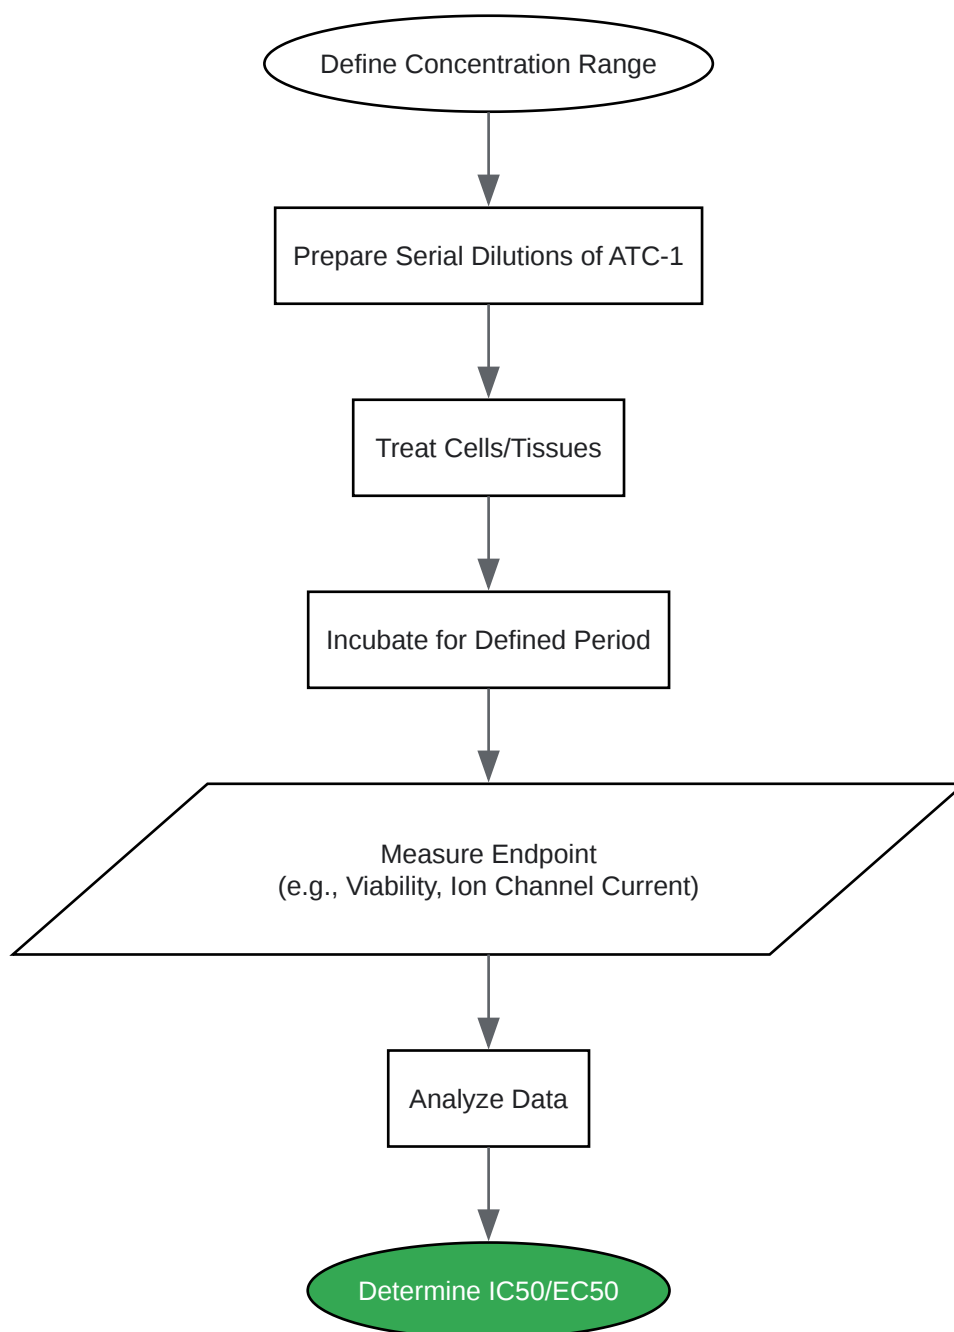 Define Concentration Range
Prepare Serial Dilutions of ATC-1
Treat Cells/Tissues
Incubate for Defined Period
Measure Endpoint
(e.g., Viability, Ion Channel Current)
Analyze Data
Determine IC50/EC50